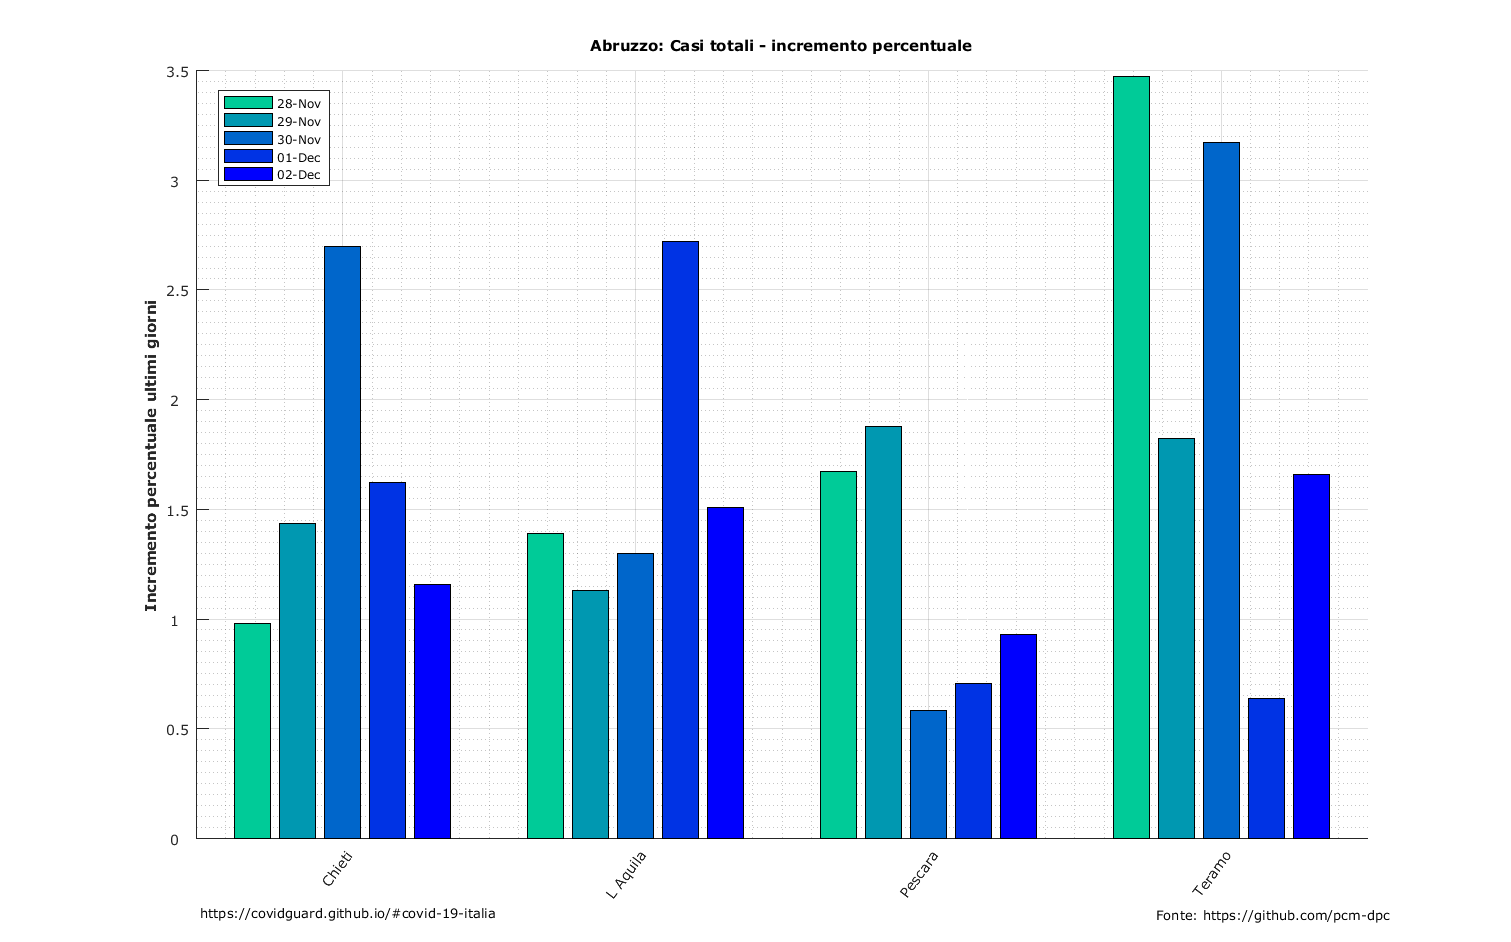 Abruzzo: Casi totali - incremento percentuale
3.5
3
2.5
2
1.5
1
0.5
0
Incremento percentuale ultimi giorni
28-Nov
29-Nov
30-Nov
01-Dec
02-Dec
Chieti
L Aquila
Pescara
Teramo
https://covidguard.github.io/#covid-19-italia
Fonte: https://github.com/pcm-dpc